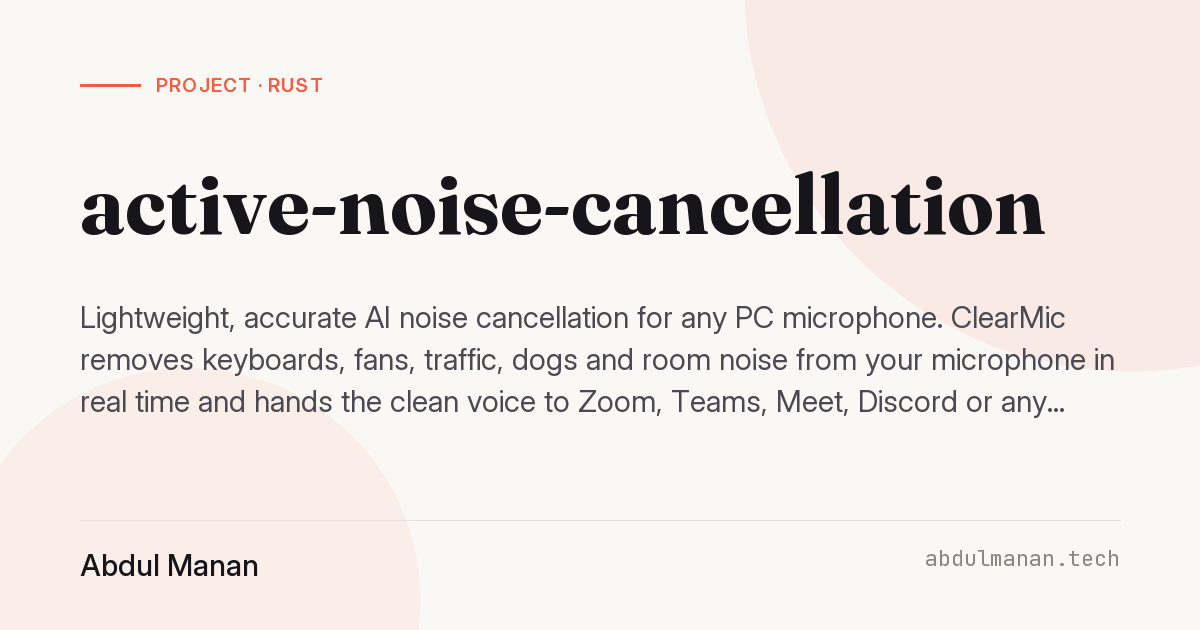 PROJECT · RUST
active-noise-cancellation
Lightweight, accurate AI noise cancellation for any PC microphone. ClearMic
removes keyboards, fans, traffic, dogs and room noise from your microphone in
real time and hands the clean voice to Zoom, Teams, Meet, Discord or any…
Abdul Manan
abdulmanan.tech